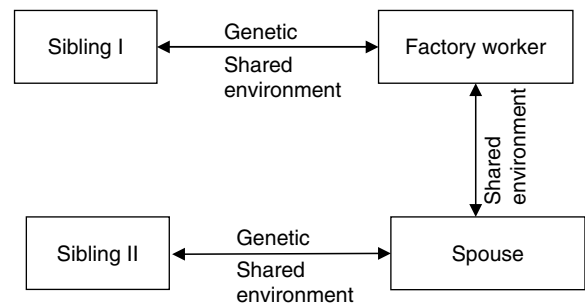 Sibling I
Genetic
Shared
environment
Factory worker
Shared
environment
Sibling II
Genetic
Shared
environment
Spouse